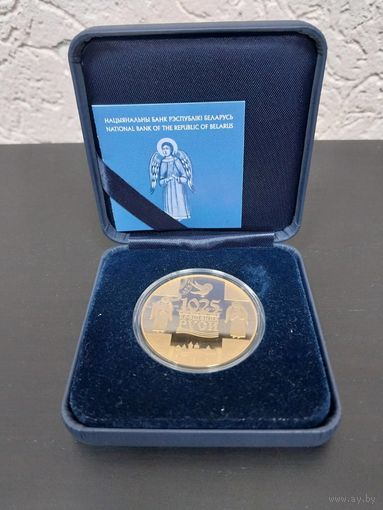 НАЦЫЯНАЛЬНЫ БАНК РЭСПУБЛІКІ БЕЛАРУСЬ
NATIONAL BANK OF THE REPUBLIC OF BELARUS
1025
РУСИ
www.ay.by